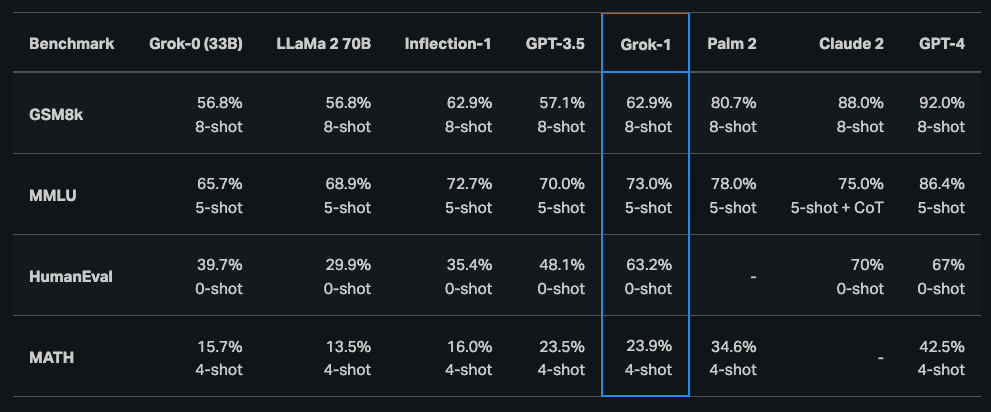 Benchmark Grok-0 (33B) LLaMa 2 70B Inflection-1 GPT-3.5 Grok-1 Palm 2 Claude 2 GPT-4
GSM8k 56.8% 56.8% 62.9% 57.1% 62.9% 80.7% 88.0% 92.0%
8-shot 8-shot 8-shot 8-shot 8-shot 8-shot 8-shot 8-shot
MMLU 65.7% 68.9% 72.7% 70.0% 73.0% 78.0% 75.0% 86.4%
5-shot 5-shot 5-shot 5-shot 5-shot 5-shot 5-shot + CoT 5-shot
HumanEval 39.7% 29.9% 35.4% 48.1% 63.2% - 70% 67%
0-shot 0-shot 0-shot 0-shot 0-shot 0-shot 0-shot
MATH 15.7% 13.5% 16.0% 23.5% 23.9% 34.6% - 42.5%
4-shot 4-shot 4-shot 4-shot 4-shot 4-shot 4-shot